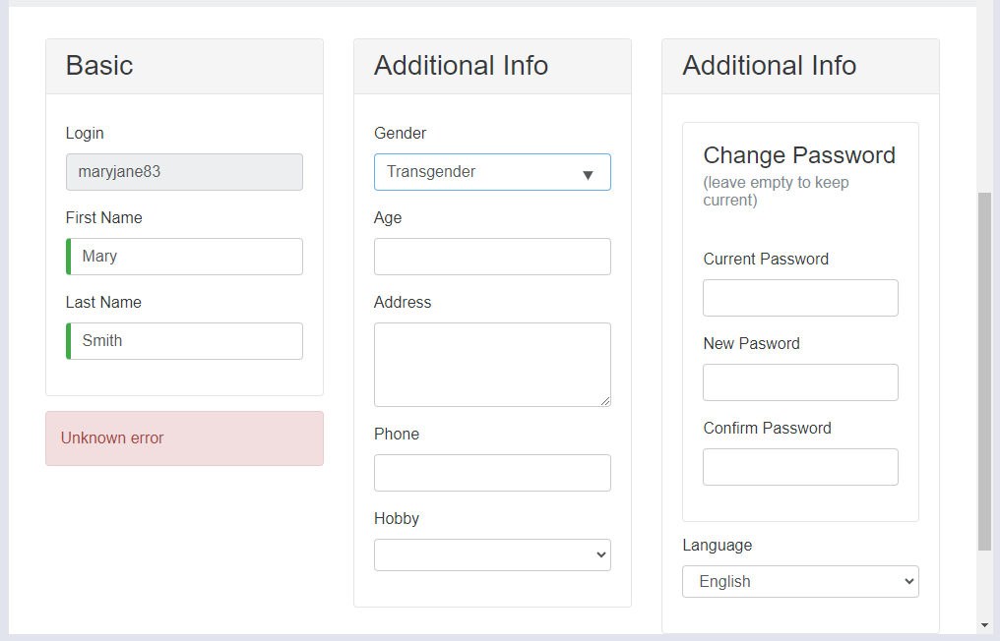 Basic
Login
maryjane83
First Name
Mary
Last Name
Smith
Unknown error
Additional Info
Gender
Transgender
Age
Address
Phone
Hobby
Additional Info
Change Password
(leave empty to keep
current)
Current Password
New Pasword
Confirm Password
Language
English